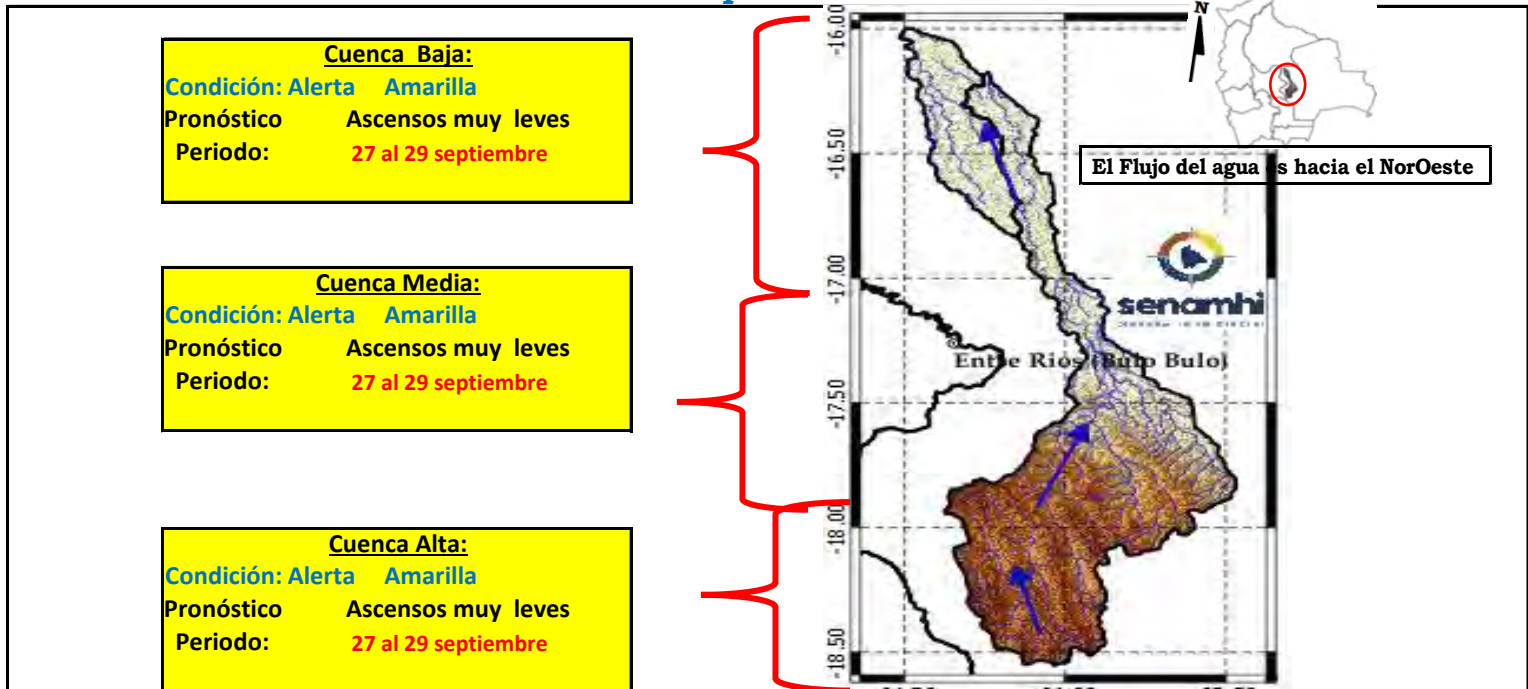 Cuenca Baja:
Condición: Alerta Amarilla
Pronóstico Ascensos muy leves
Periodo: 27 al 29 septiembre
Cuenca Media:
Condición: Alerta Amarilla
Pronóstico Ascensos muy leves
Periodo: 27 al 29 septiembre
Cuenca Alta:
Condición: Alerta Amarilla
Pronóstico Ascensos muy leves
Periodo: 27 al 29 septiembre
N
El Flujo del agua es hacia el NorOeste
senamhi
Entre Rios (Bulo Bulo)
-16.00
-16.50
-17.00
-17.50
-18.00
-18.50